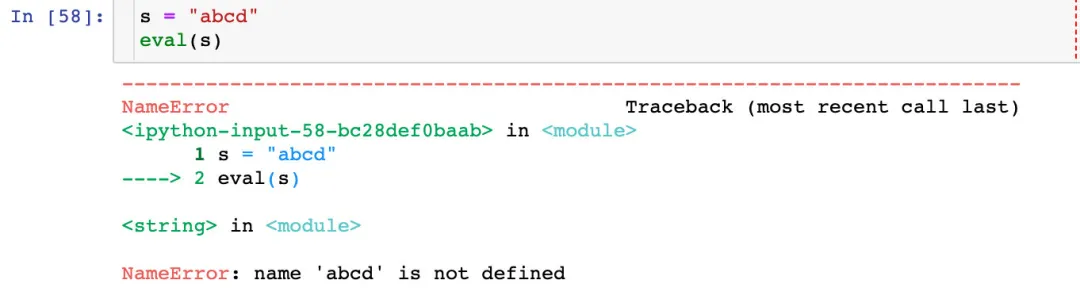 In [58]: s = "abcd"
eval(s)
---------------------------------------------------------------------------
NameError Traceback (most recent call last)
<ipython-input-58-bc28def0baab> in <module>
1 s = "abcd"
----> 2 eval(s)
<string> in <module>
NameError: name 'abcd' is not defined